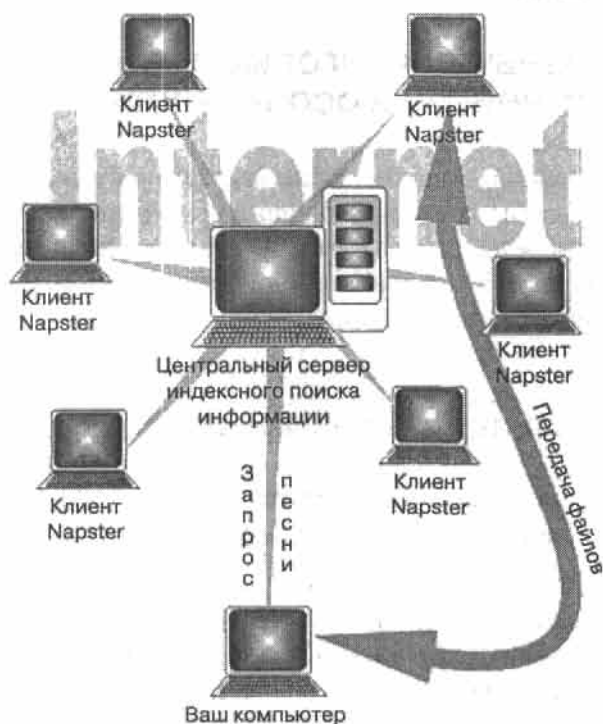 Клиент
Napster
Клиент
Napster
Internet
Клиент
Napster
Клиент
Napster
Центральный сервер
индексного поиска
информации
Клиент
Napster
Клиент
Napster
Запрос
песни
Передача файлов
Ваш компьютер